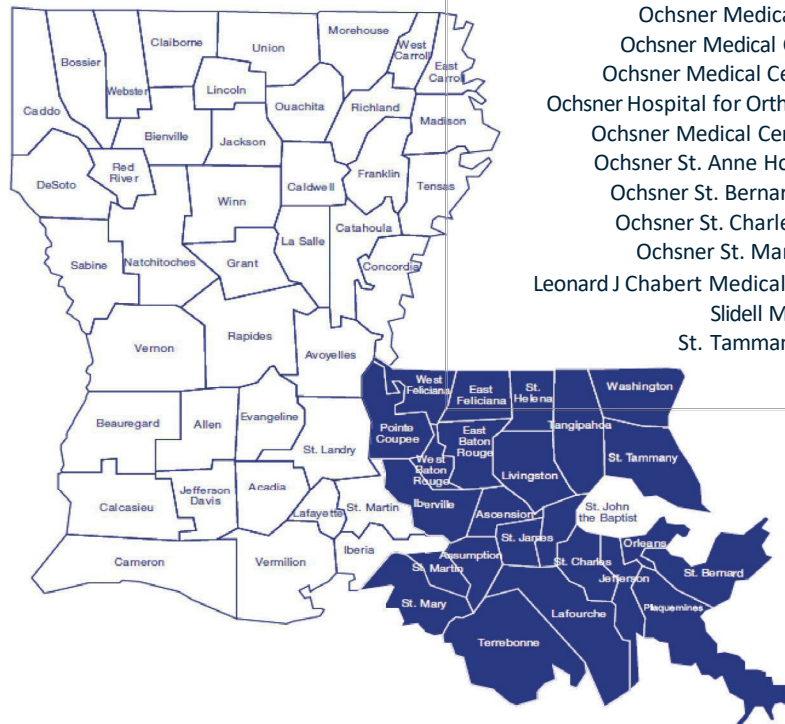 Ochsner Medica
Ochsner Medical
Ochsner Medical Ce
Ochsner Hospital for Orth
Ochsner Medical Cer
Ochsner St. Anne Ho
Ochsner St. Bernar
Ochsner St. Charle
Ochsner St. Mar
Leonard J Chabert Medical
Slidell M
St. Tammar
Caddo
Bossier
Webster
Claiborne
Union
Morehouse
West
Carroll
East
Carroll
Lincoln
Ouachita
Richland
Madison
Bienville
Jackson
DeSoto
Red
River
Winn
Caldwell
Franklin
Tensas
Sabine
Natchitoches
Grant
La Salle
Catahoula
Concordia
Vernon
Rapides
Avoyelles
Beauregard
Allen
Evangeline
St. Landry
Calcasieu
Jefferson
Davis
Acadia
Lafayette
St. Martin
Cameron
Vermilion
Iberia
West
Feliciana
East
Feliciana
St.
Helena
Tangipahoa
Washington
Pointe
Coupee
East
Baton
Rouge
West
Baton
Rouge
Livingston
St. Tammany
Iberville
Ascension
St. John
the Baptist
St. James
Assumption
St. Martin
St. Charles
Orleans
Jefferson
St. Bernard
St. Mary
Lafourche
Plaquemines
Terrebonne